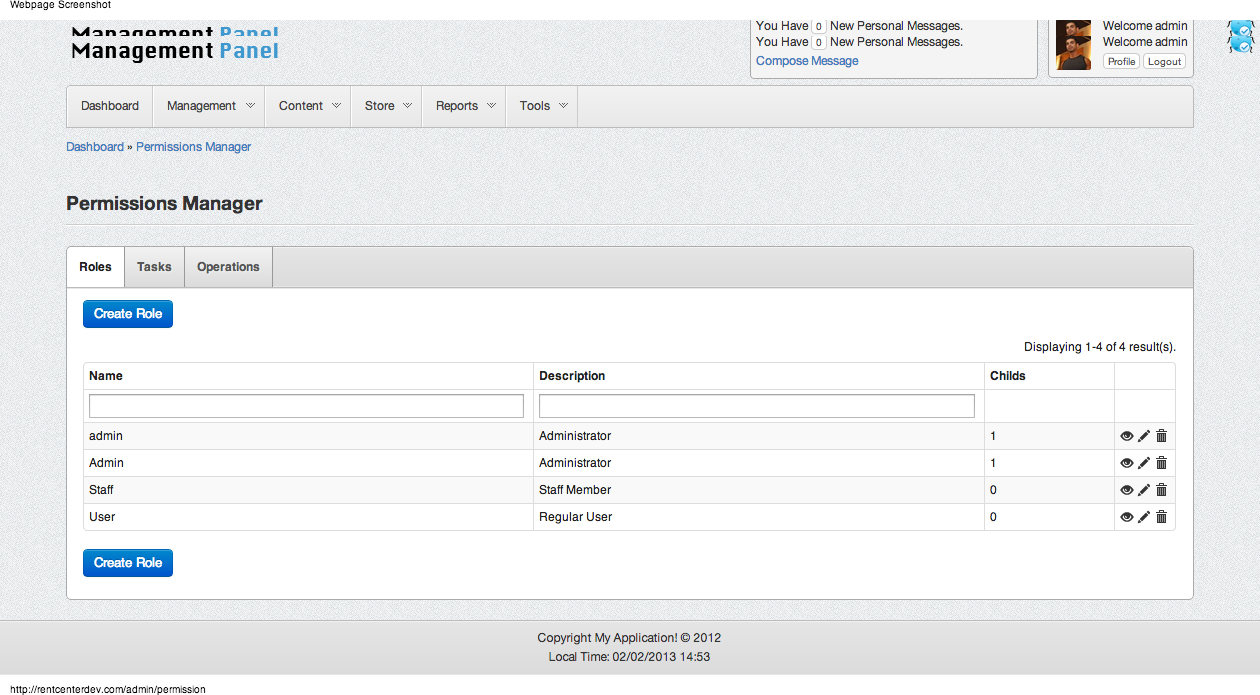 Webpage Screenshot
Management Panel
Management Panel
You Have 0 New Personal Messages.
You Have 0 New Personal Messages.
Compose Message
Welcome admin
Welcome admin
Profile Logout
Dashboard Management Content Store Reports Tools
Dashboard » Permissions Manager
Permissions Manager
Roles Tasks Operations
Create Role
Displaying 1-4 of 4 result(s).
Name Description Childs
admin Administrator 1
Admin Administrator 1
Staff Staff Member 0
User Regular User 0
Create Role
Copyright My Application! © 2012
Local Time: 02/02/2013 14:53
http://rentcenterdev.com/admin/permission